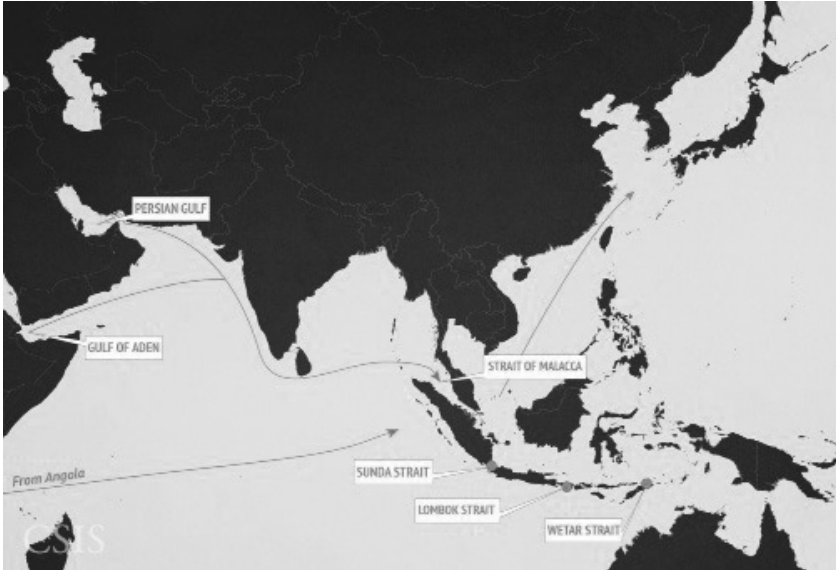 PERSIAN GULF
GULF OF ADEN
STRAIT OF MALACCA
From Angola
SUNDA STRAIT
LOMBOK STRAIT
WETAR STRAIT
CSIS